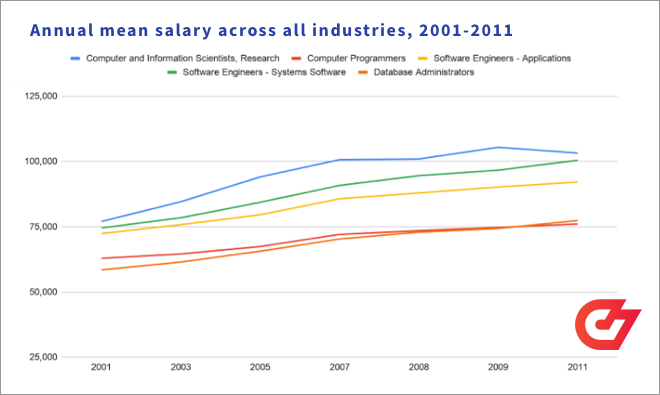 Annual mean salary across all industries, 2001-2011
Computer and Information Scientists, Research Computer Programmers Software Engineers - Applications
Software Engineers - Systems Software Database Administrators
125,000
100,000
75,000
50,000
25,000
2001 2003 2005 2007 2008 2009 2011